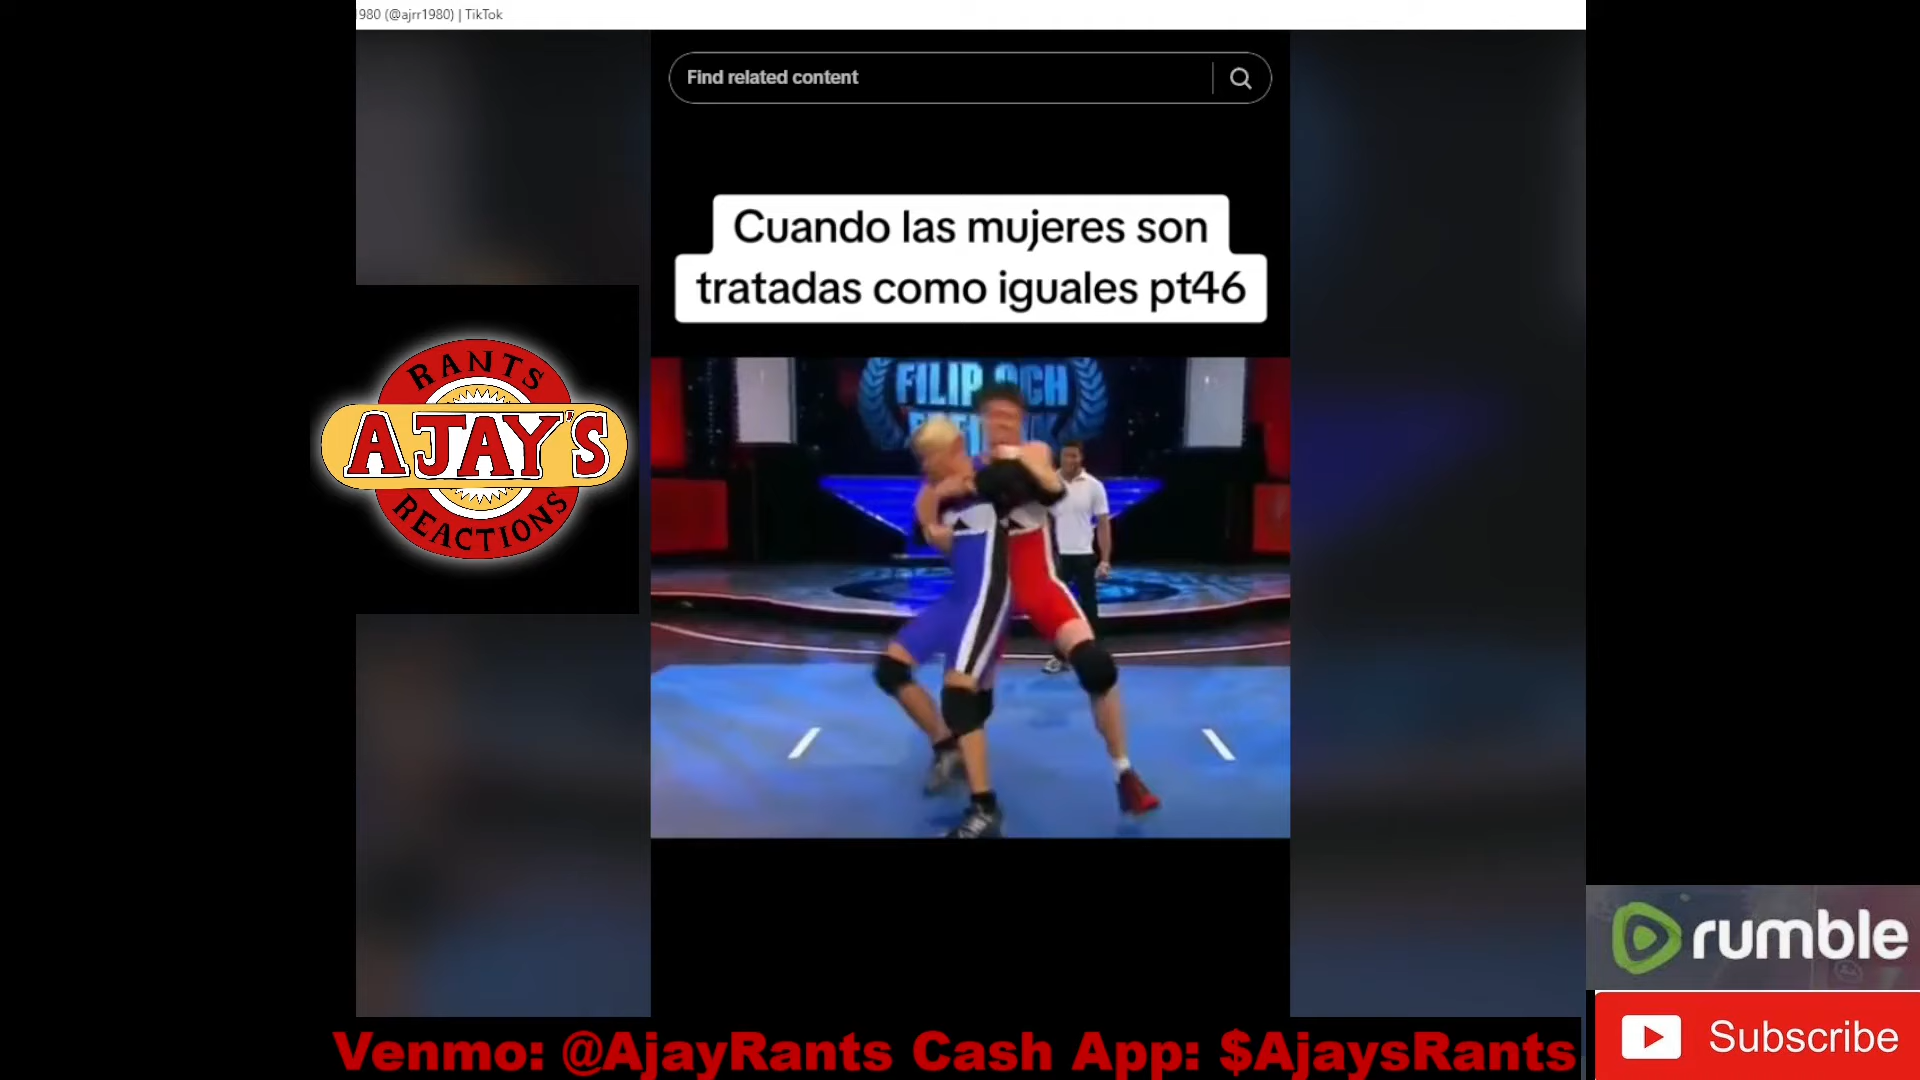 980 (@ajrr1980) | TikTok
Find related content
Cuando las mujeres son
tratadas como iguales pt46
FILIP OCH
RANTS
AJAY'S
REACTIONS
rumble
Subscribe
Venmo: @AjayRants Cash App: $AjaysRants